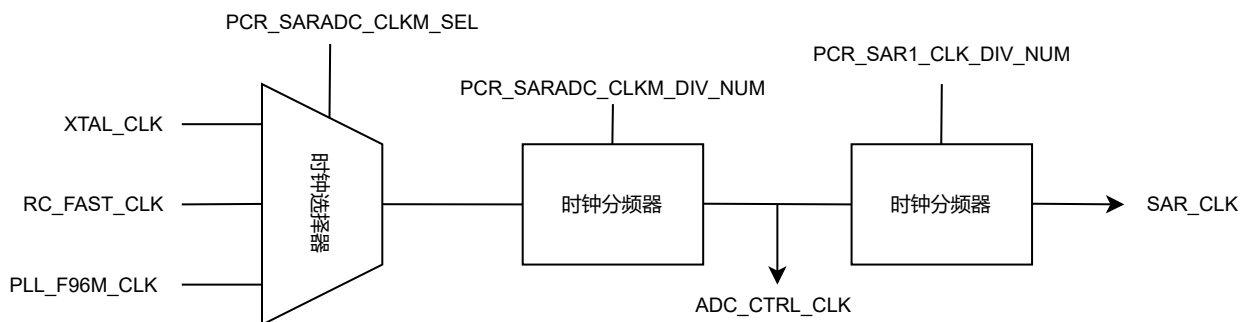 PCR_SARADC_CLKM_SEL
PCR_SAR1_CLK_DIV_NUM
PCR_SARADC_CLKM_DIV_NUM
XTAL_CLK
时钟选择器
RC_FAST_CLK
时钟分频器
时钟分频器
SAR_CLK
PLL_F96M_CLK
ADC_CTRL_CLK